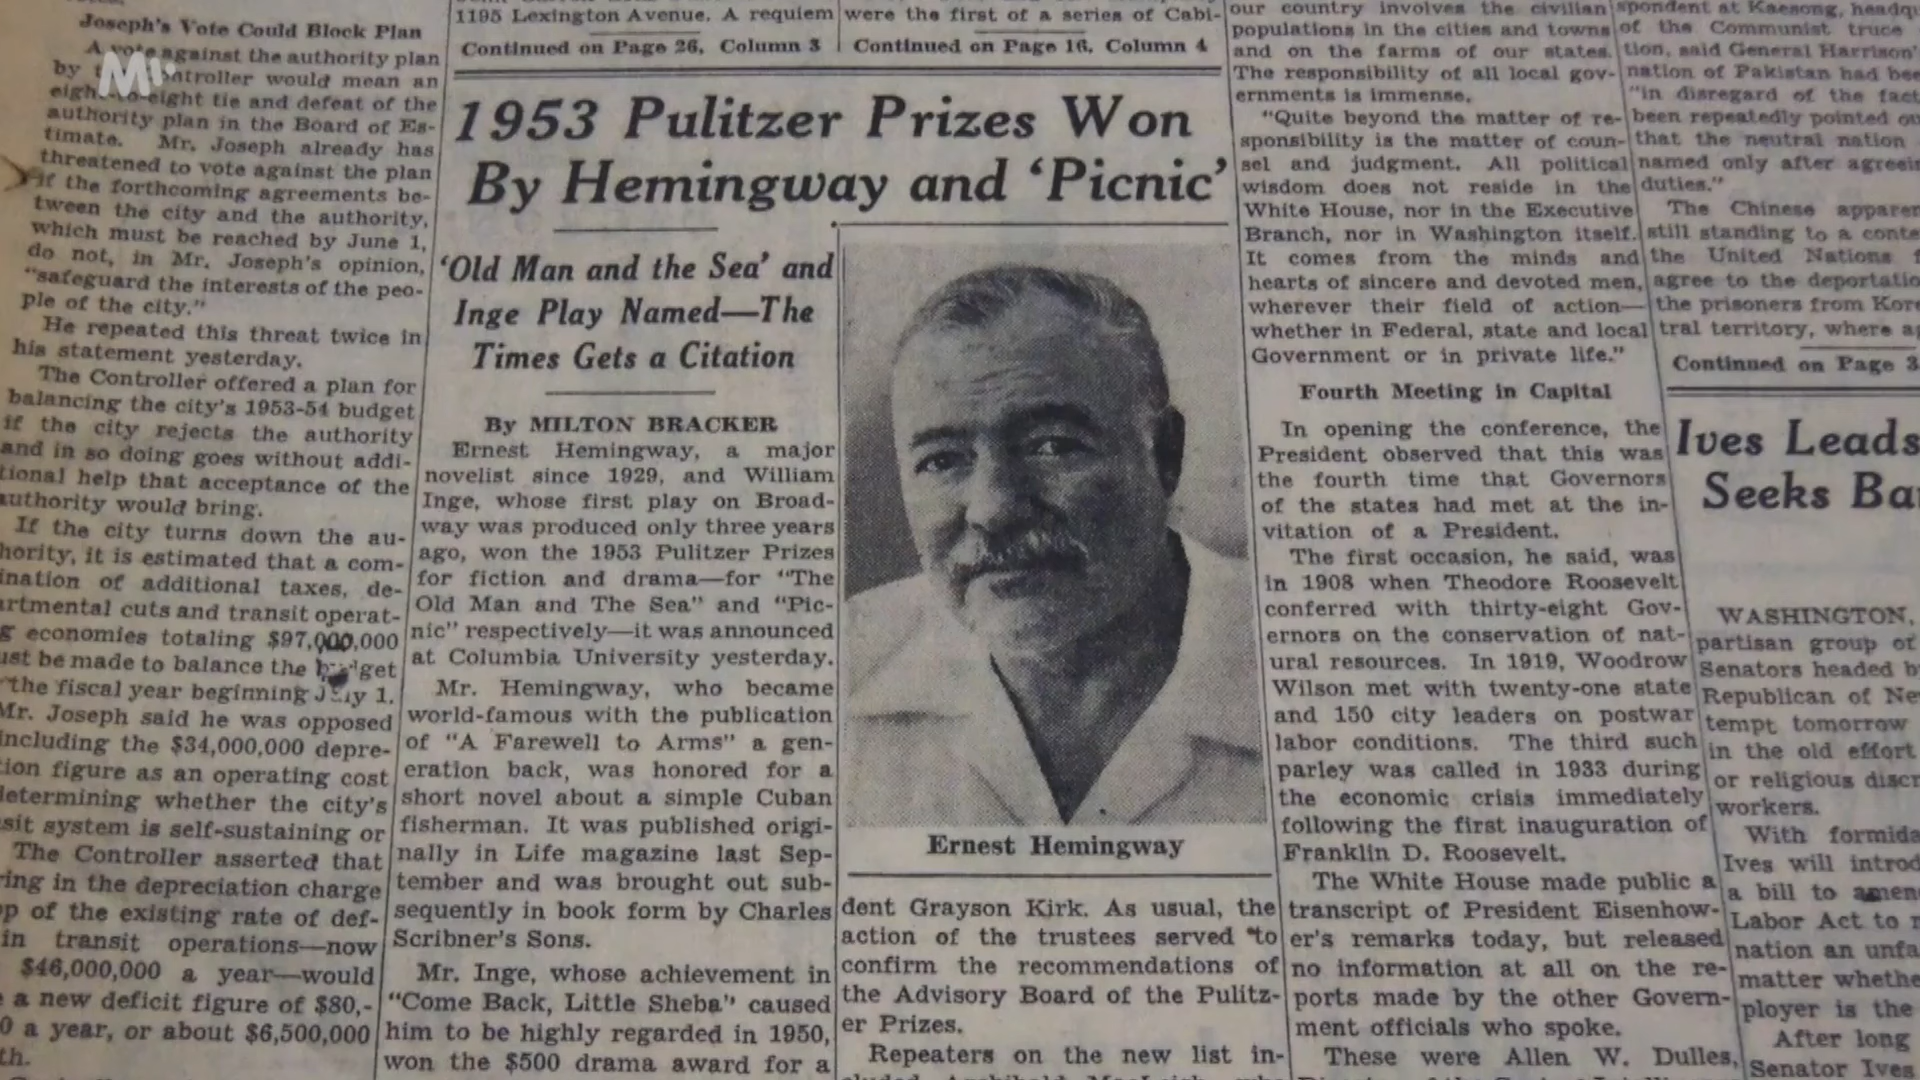 Joseph's Vote Could Block Plan
A vote against the authority plan
by Controller would mean an
eight-to-eight tie and defeat of the
authority plan in the Board of Es-
timate. Mr. Joseph already has
threatened to vote against the plan
if the forthcoming agreements be-
tween the city and the authority,
which must be reached by June 1,
do not, in Mr. Joseph's opinion,
"safeguard the interests of the peo-
ple of the city."
He repeated this threat twice in
his statement yesterday.
The Controller offered a plan for
balancing the city's 1953-54 budget
if the city rejects the authority
and in so doing goes without addi-
tional help that acceptance of the
authority would bring.
If the city turns down the au-
hority, it is estimated that a com-
ination of additional taxes, de-
artmental cuts and transit operat-
g economies totaling $97,000,000
ust be made to balance the budget
the fiscal year beginning July 1.
Mr. Joseph said he was opposed
including the $34,000,000 depre-
tion figure as an operating cost
determining whether the city's
sit system is self-sustaining or
The Controller asserted that
ring in the depreciation charge
op of the existing rate of def-
in transit operations—now
$46,000,000 a year—would
a new deficit figure of $80,-
0 a year, or about $6,500,000
th.
1195 Lexington Avenue. A requiem
Continued on Page 26, Column 3
were the first of a series of Cabi-
Continued on Page 16, Column 4
1953 Pulitzer Prizes Won
By Hemingway and 'Picnic'
'Old Man and the Sea' and
Inge Play Named—The
Times Gets a Citation
By MILTON BRACKER
Ernest Hemingway, a major
novelist since 1929, and William
Inge, whose first play on Broad-
way was produced only three years
ago, won the 1953 Pulitzer Prizes
for fiction and drama—for "The
Old Man and The Sea" and "Pic-
nic" respectively—it was announced
at Columbia University yesterday.
Mr. Hemingway, who became
world-famous with the publication
of "A Farewell to Arms" a gen-
eration back, was honored for a
short novel about a simple Cuban
fisherman. It was published origi-
nally in Life magazine last Sep-
tember and was brought out sub-
sequently in book form by Charles
Scribner's Sons.
Mr. Inge, whose achievement in
"Come Back, Little Sheba" caused
him to be highly regarded in 1950,
won the $500 drama award for a
Ernest Hemingway
dent Grayson Kirk. As usual, the
action of the trustees served to
confirm the recommendations of
the Advisory Board of the Pulitz-
er Prizes.
Repeaters on the new list in-
our country involves the civilian
populations in the cities and towns
and on the farms of our states.
The responsibility of all local gov-
ernments is immense.
"Quite beyond the matter of re-
sponsibility is the matter of coun-
sel and judgment. All political
wisdom does not reside in the
White House, nor in the Executive
Branch, nor in Washington itself.
It comes from the minds and
hearts of sincere and devoted men,
wherever their field of action—
whether in Federal, state and local
Government or in private life."
Fourth Meeting in Capital
In opening the conference, the
President observed that this was
the fourth time that Governors
of the states had met at the in-
vitation of a President.
The first occasion, he said, was
in 1908 when Theodore Roosevelt
conferred with thirty-eight Gov-
ernors on the conservation of nat-
ural resources. In 1919, Woodrow
Wilson met with twenty-one state
and 150 city leaders on postwar
labor conditions. The third such
parley was called in 1933 during
the economic crisis immediately
following the first inauguration of
Franklin D. Roosevelt.
The White House made public a
transcript of President Eisenhow-
er's remarks today, but released
no information at all on the re-
ports made by the other Govern-
ment officials who spoke.
These were Allen W. Dulles,
spondent at Kaesong, headqu
of the Communist truce
tion, said General Harrison'
nation of Pakistan had bee
"in disregard of the fact
been repeatedly pointed ou
that the neutral nation
named only after agreein
duties."
The Chinese apparen
still standing to a conte
the United Nations
agree to the deportatio
the prisoners from Kore
tral territory, where a
Continued on Page 3
Ives Leads
Seeks Ba
WASHINGTON,
partisan group of
Senators headed b
Republican of Ne
tempt tomorrow
in the old effort
or religious discr
workers.
With formida
Ives will introd
a bill to amen
Labor Act to
nation an unfa
matter whethe
ployer is the
After long
Senator Ives